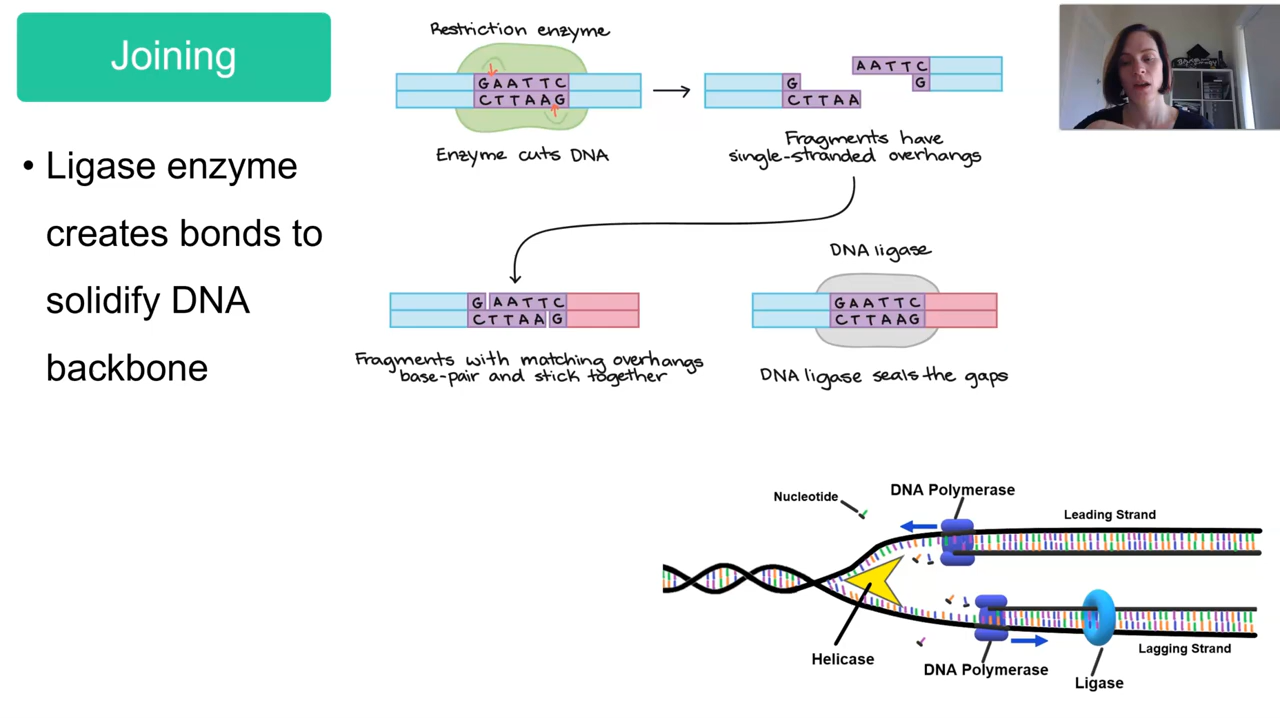 Joining
• Ligase enzyme
creates bonds to
solidify DNA
backbone
Restriction enzyme
GAATTC
CTTAAG
Enzyme cuts DNA
G
CTTAA
AATTC
G
Fragments have
single-stranded overhangs
G AATTC
CTTAA G
Fragments with matching overhangs
base-pair and stick together
DNA ligase
GAATTC
CTTAAG
DNA ligase seals the gaps
Nucleotide
DNA Polymerase
Leading Strand
Helicase
DNA Polymerase
Ligase
Lagging Strand